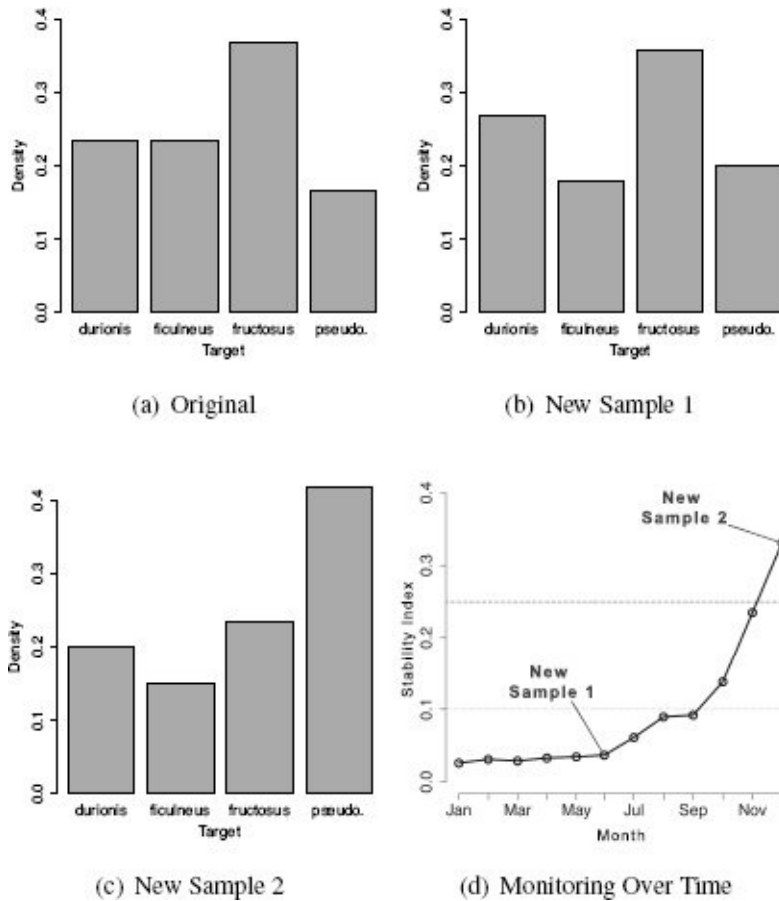 0.4
0.3
0.2
0.1
0.0
Density
durionis ficulneus fructosus pseudo.
Target
(a) Original
0.4
0.3
0.2
0.1
0.0
Density
durionis ficulneus fructosus pseudo.
Target
(b) New Sample 1
0.4
0.3
0.2
0.1
0.0
Density
durionis ficulneus fructosus pseudo.
Target
(c) New Sample 2
0.4
0.3
0.2
0.1
0.0
Stability Index
New
Sample 2
New
Sample 1
Jan Mar May Jul Sep Nov
Month
(d) Monitoring Over Time